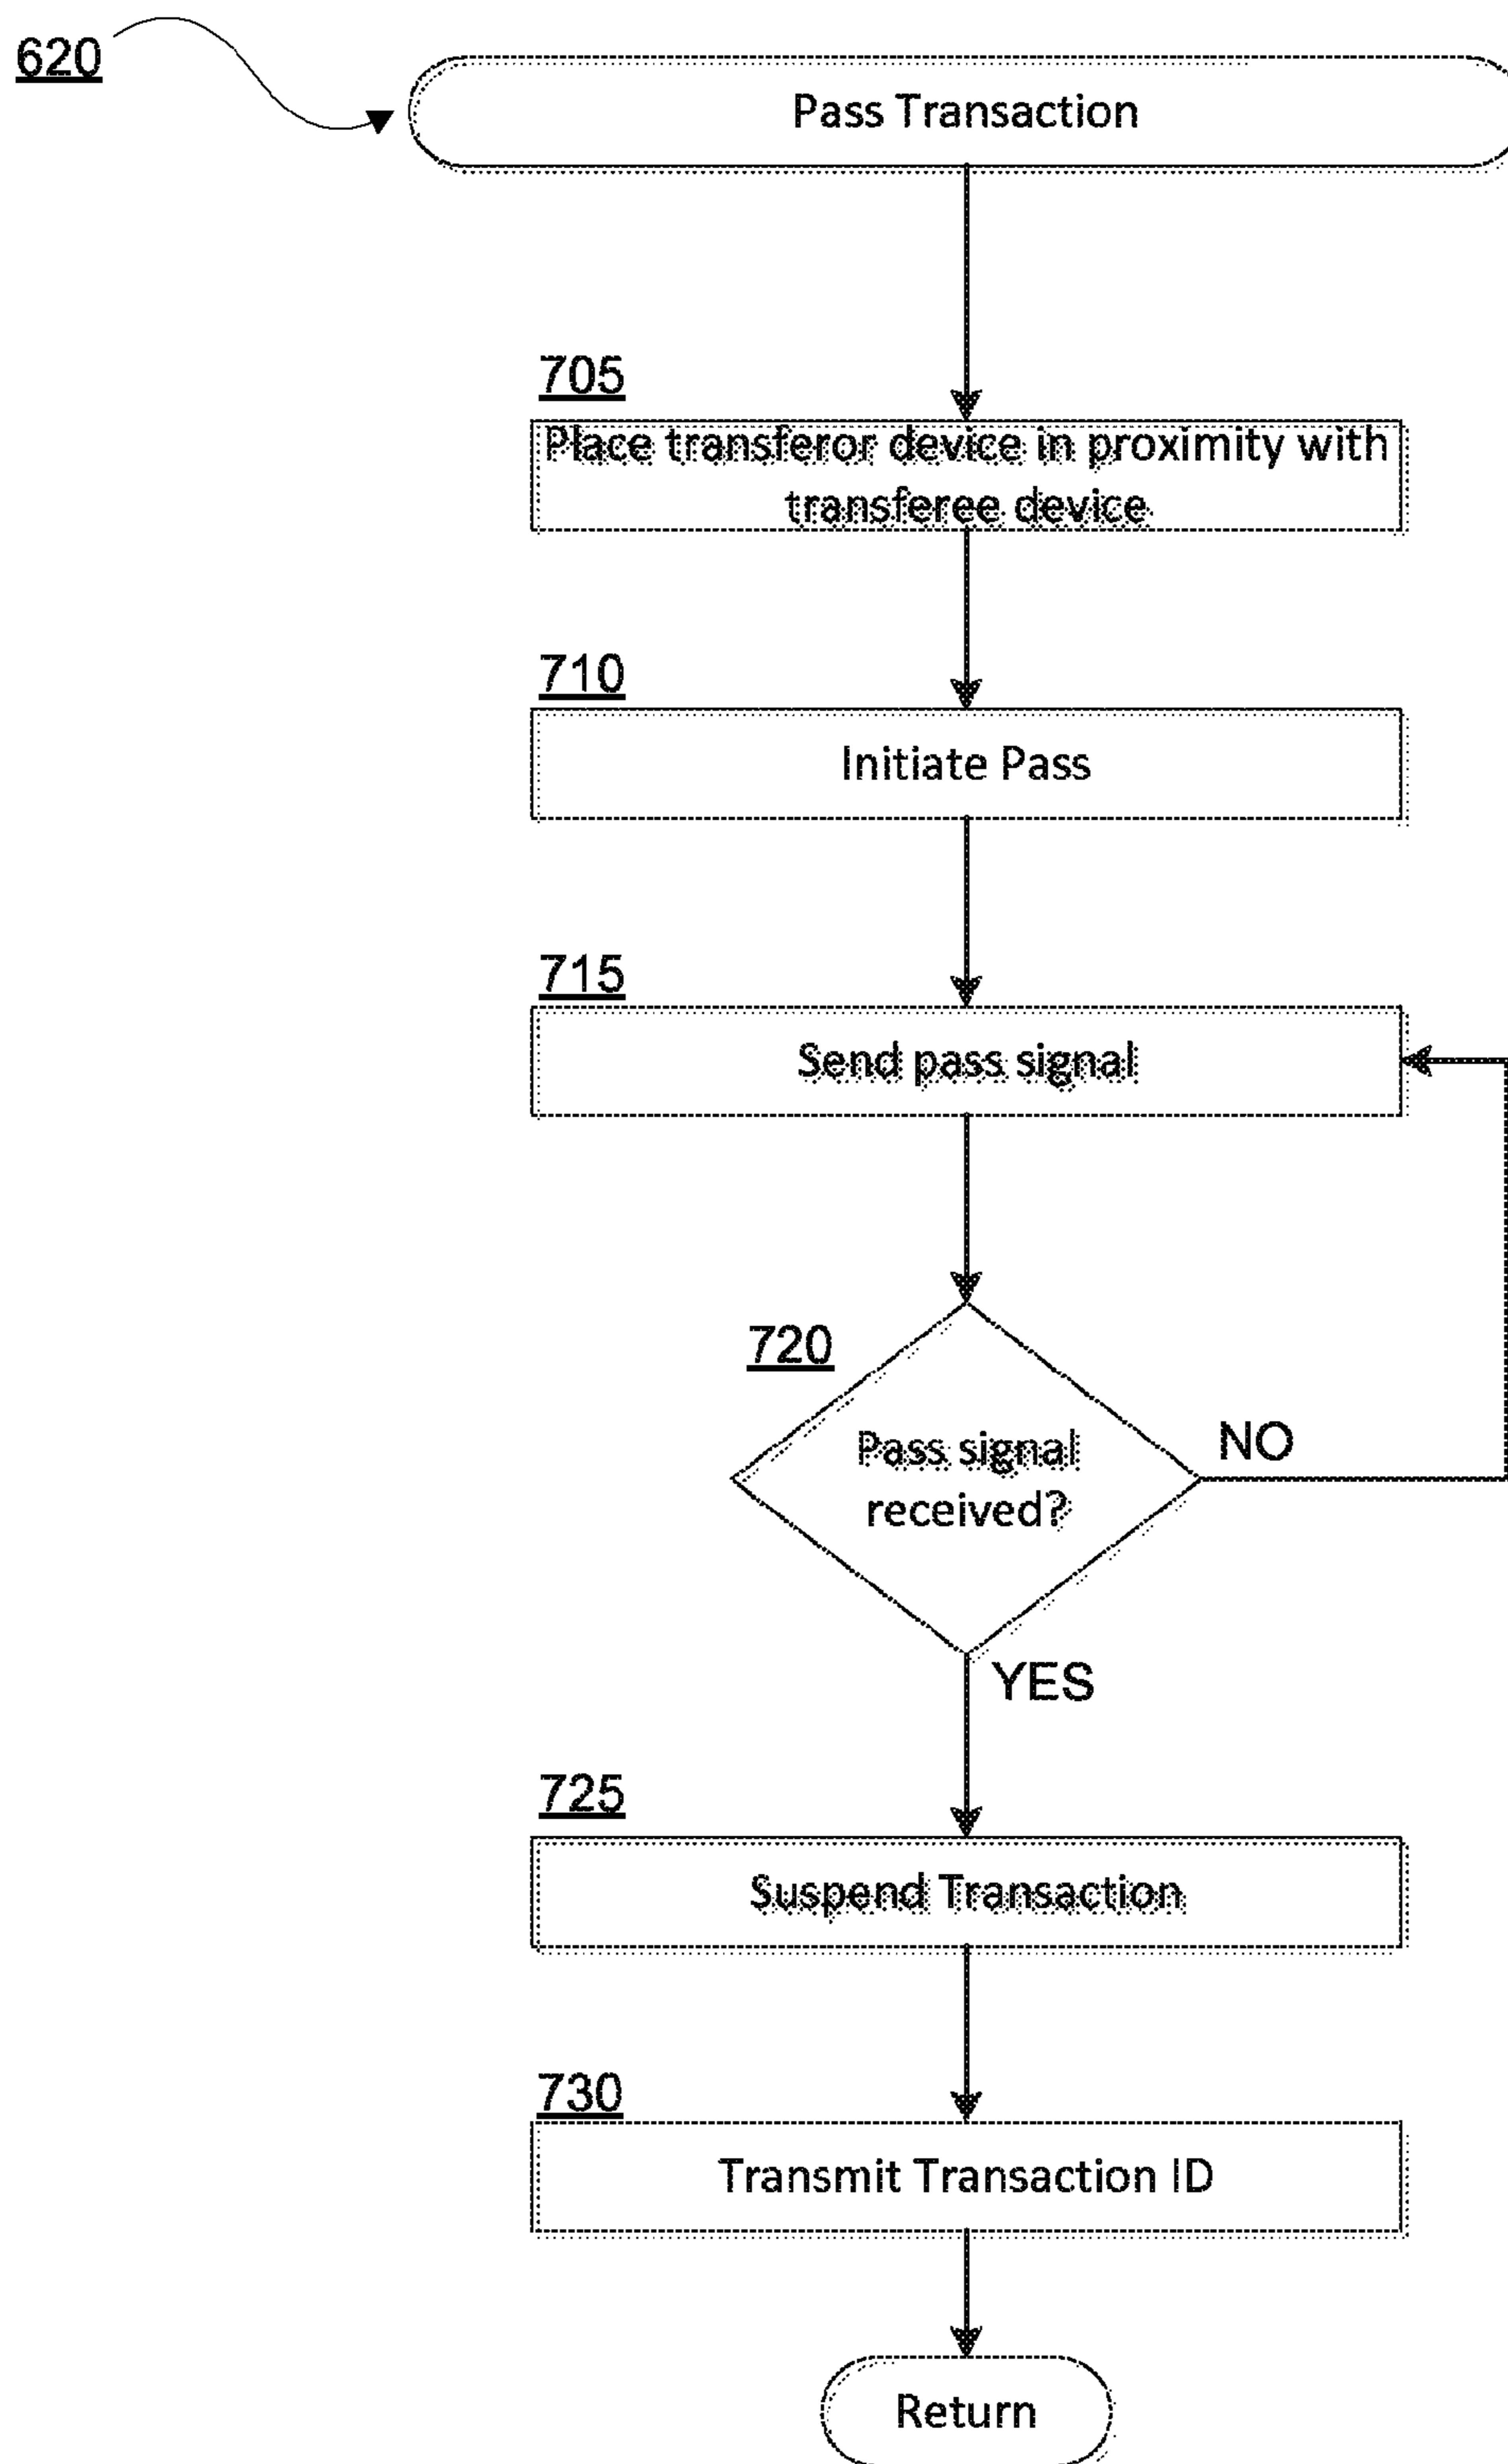 620
Pass Transaction
705
Place transferor device in proximity with
transferee device
710
Initiate Pass
715
Send pass signal
720
Pass signal
received?
NO
YES
725
Suspend Transaction
730
Transmit Transaction ID
Return